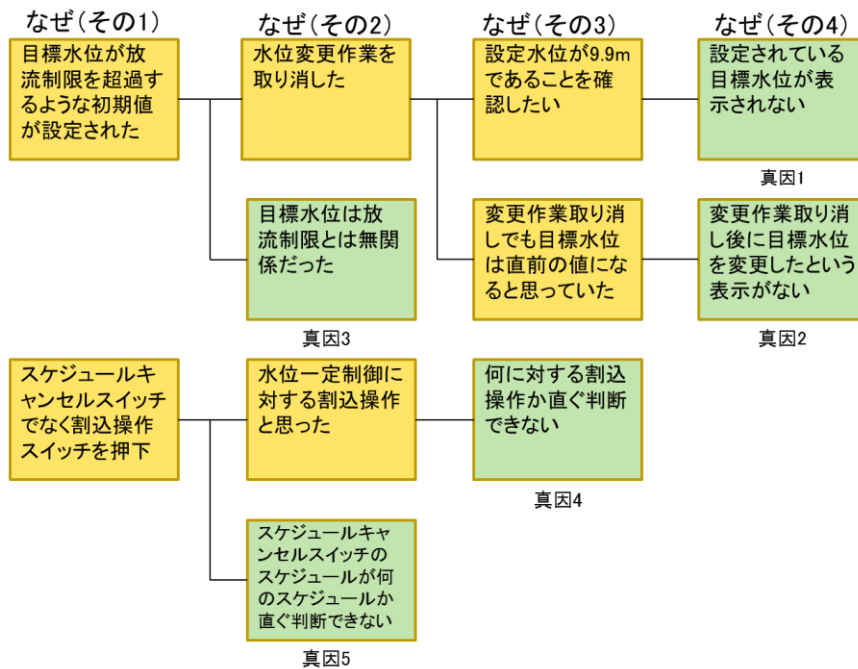 なぜ(その1)
なぜ(その2)
なぜ(その3)
なぜ(その4)
目標水位が放
流制限を超過す
るような初期値
が設定された
水位変更作業を
取り消した
設定水位が9.9m
であることを確
認したい
設定されている
目標水位が表
示されない
真因1
目標水位は放
流制限とは無関
係だった
真因3
変更作業取り消
しでも目標水位
は直前の値にな
ると思っていた
変更作業取り消
し後に目標水位
を変更したという
表示がない
真因2
スケジュールキ
ャンセルスイッチ
でなく割込操作
スイッチを押下
水位一定制御に
対する割込操作
と思った
何に対する割込
操作か直ぐ判断
できない
真因4
スケジュールキャ
ンセルスイッチの
スケジュールが何
のスケジュールか
直ぐ判断できない
真因5